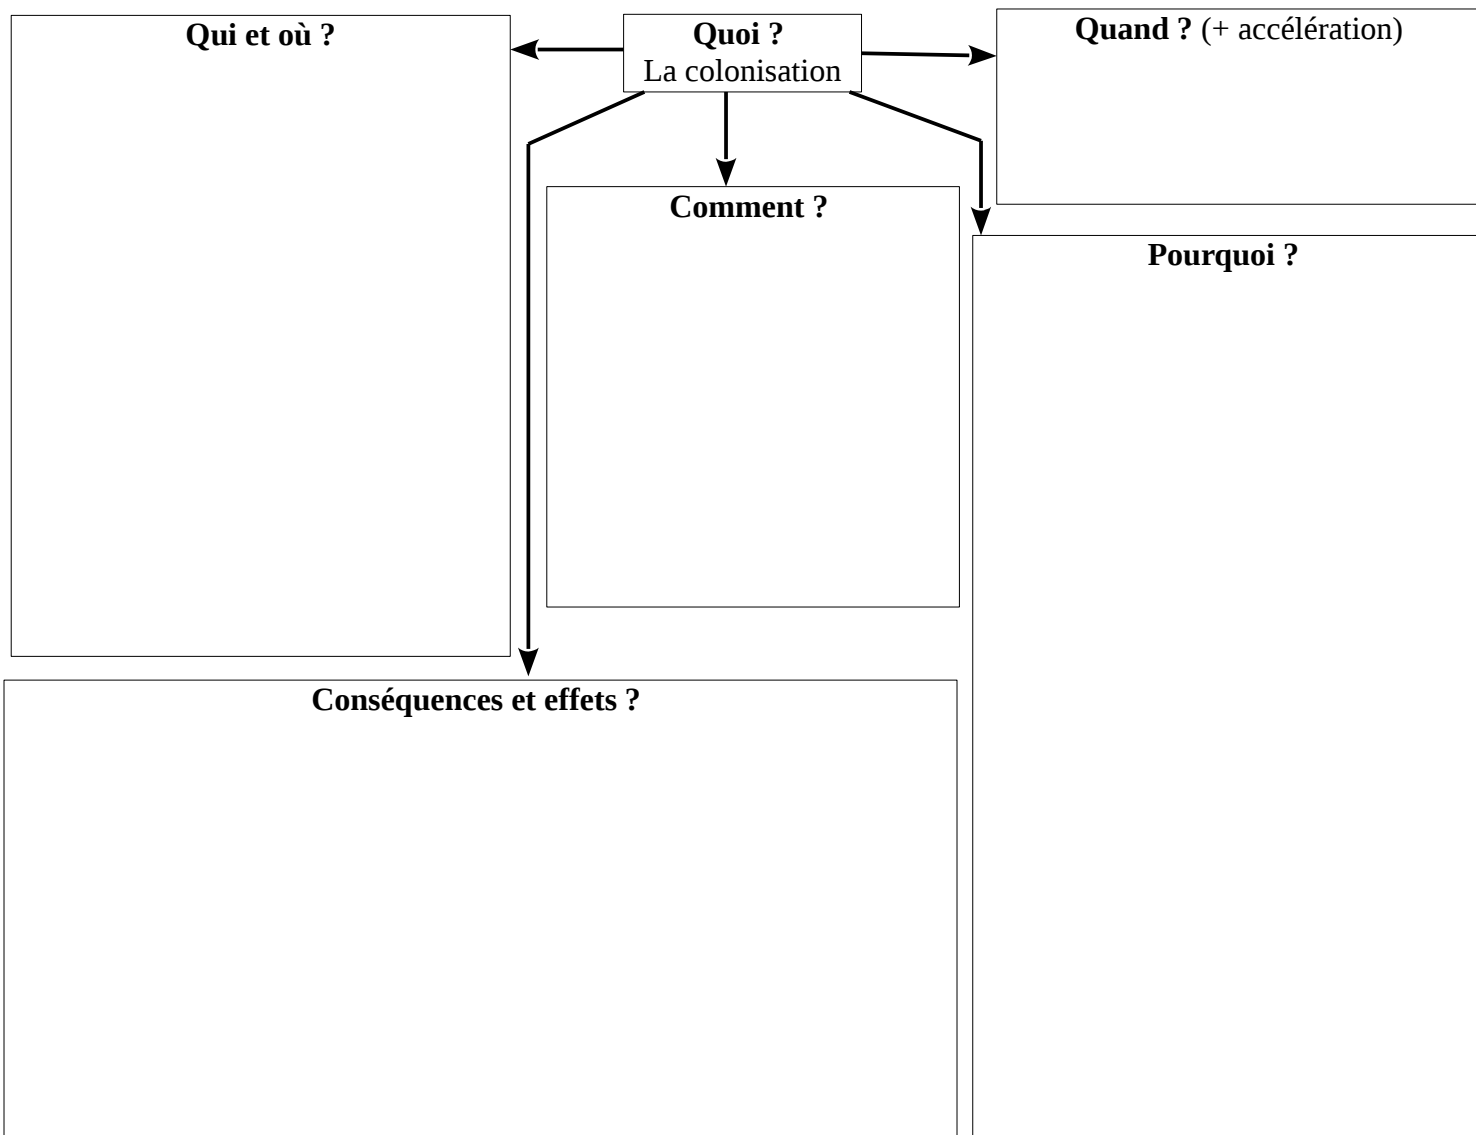 Qui et où ?
Quoi ?
La colonisation
Quand ? (+ accélération)
Comment ?
Pourquoi ?
Conséquences et effets ?